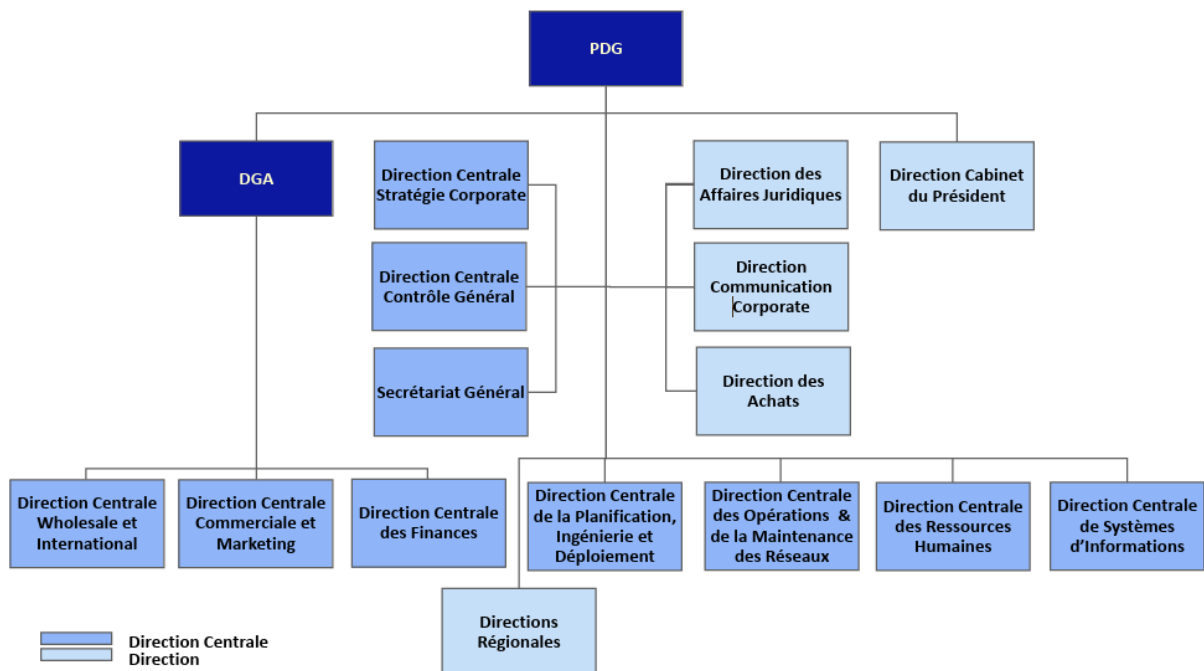 PDG
DGA
Direction Centrale
Stratégie Corporate
Direction des
Affaires Juridiques
Direction Cabinet
du Président
Direction Centrale
Contrôle Général
Direction
Communication
Corporate
Secrétariat Général
Direction des
Achats
Direction Centrale
Wholesale et
International
Direction Centrale
Commerciale et
Marketing
Direction Centrale
des Finances
Direction Centrale
de la Planification,
Ingénierie et
Déploiement
Direction Centrale
des Opérations &
de la Maintenance
des Réseaux
Direction Centrale
des Ressources
Humaines
Direction Centrale
de Systèmes
d’Informations
Directions
Régionales
Direction Centrale
Direction